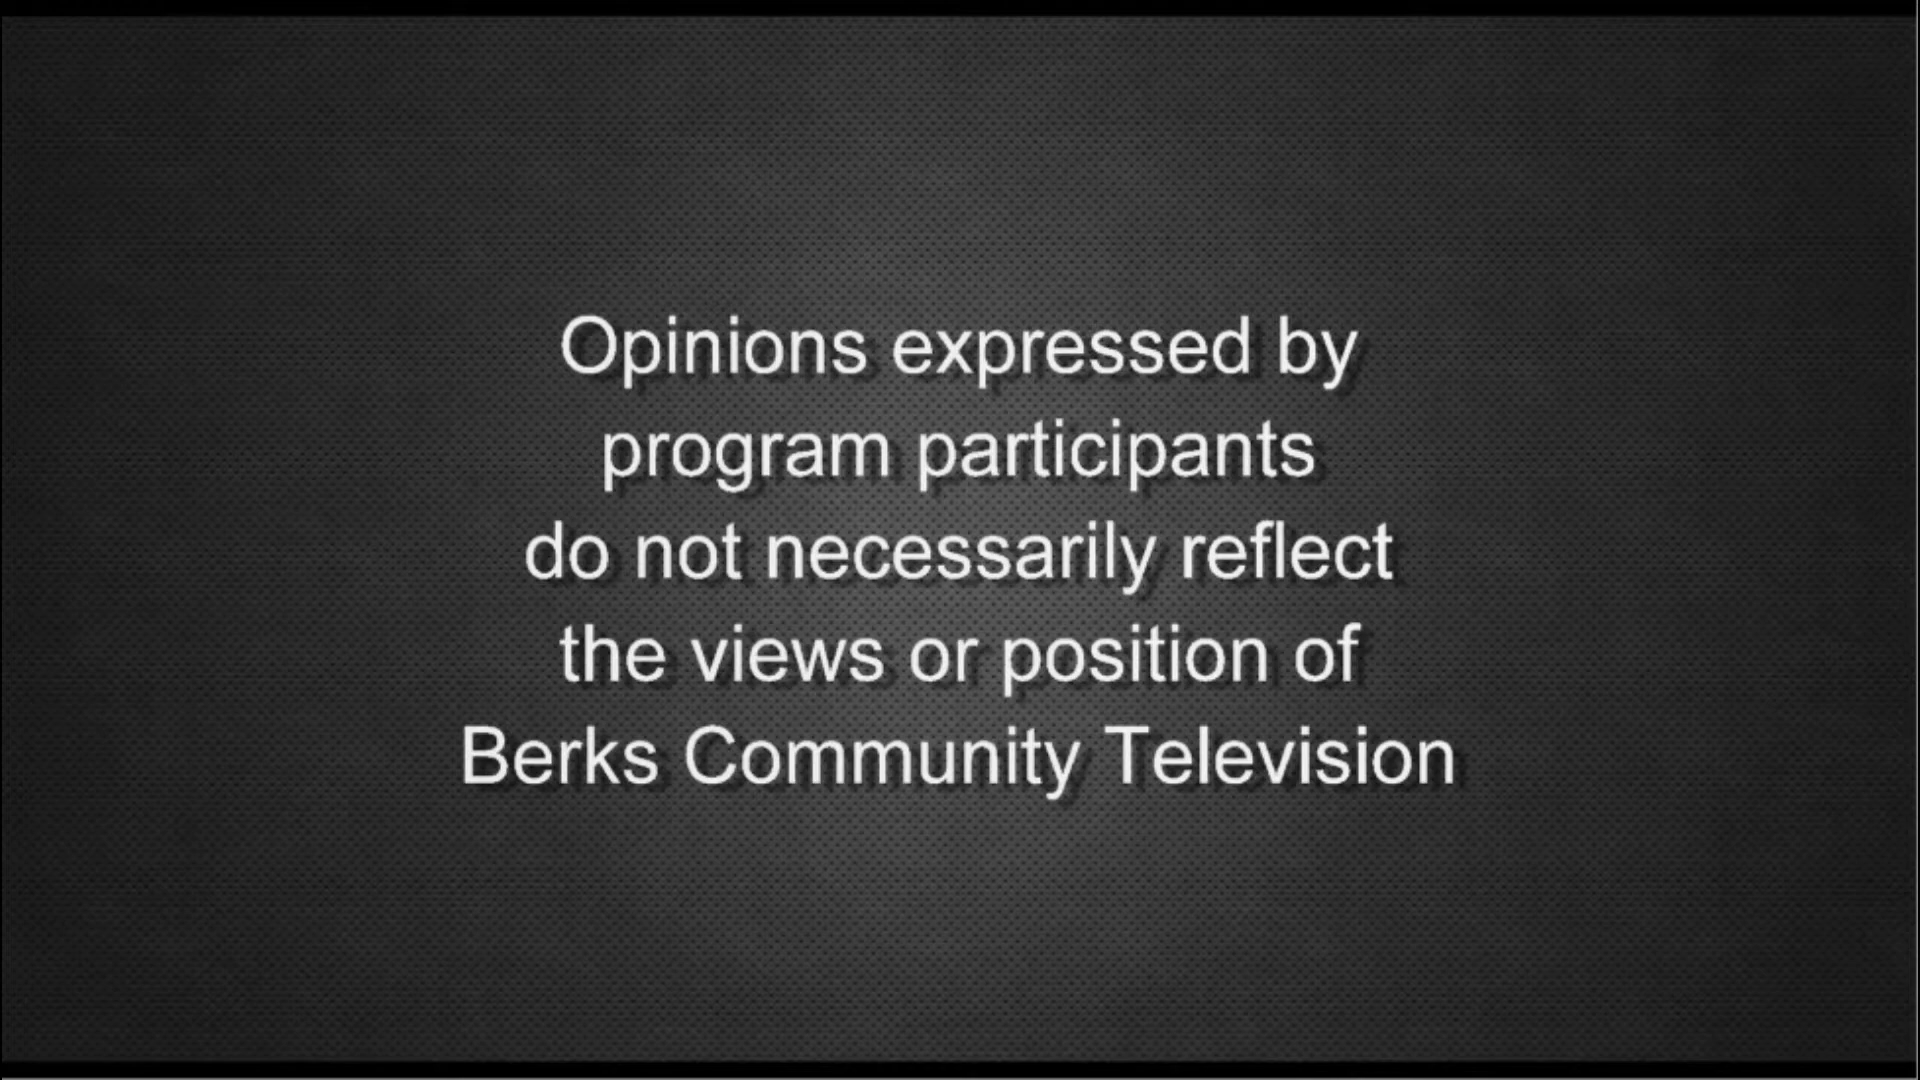 Opinions expressed by
program participants
do not necessarily reflect
the views or position of
Berks Community Television